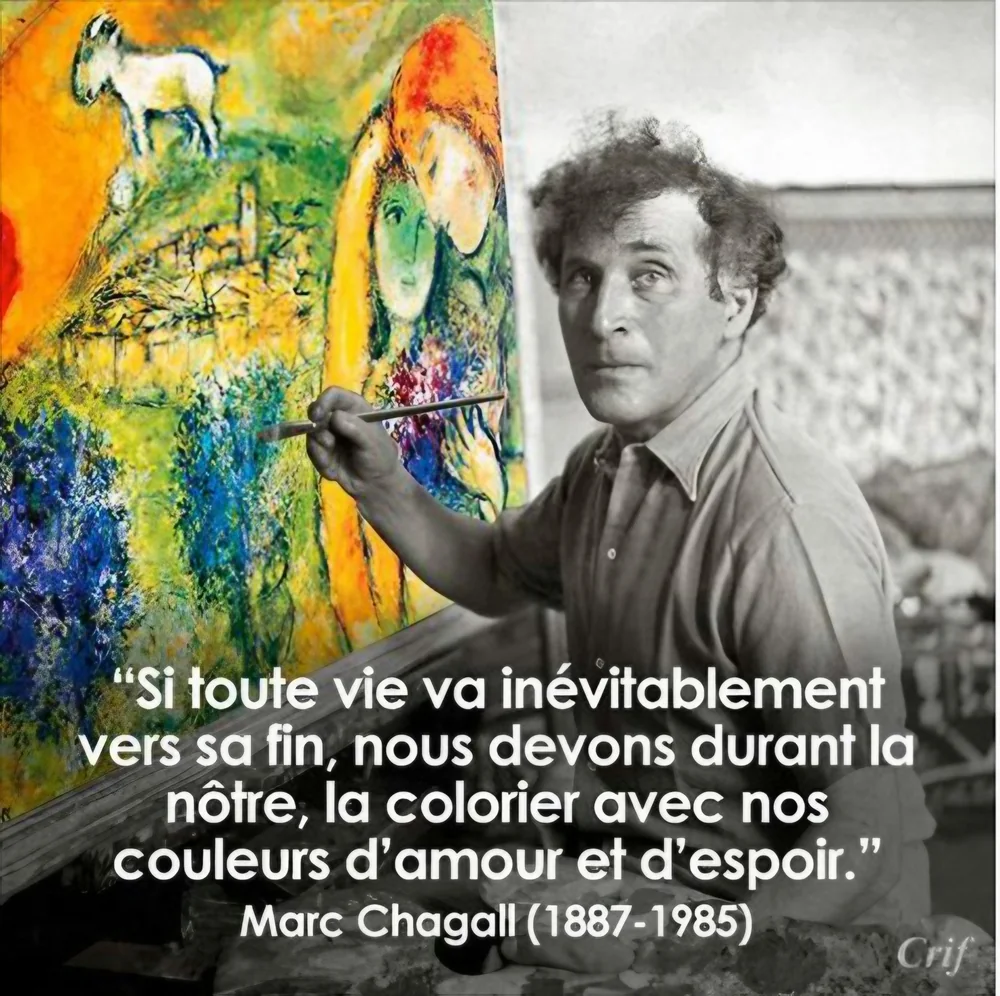 “Si toute vie va inévitablement
vers sa fin, nous devons durant la
nôtre, la colorier avec nos
couleurs d’amour et d’espoir.”
Marc Chagall (1887-1985)
Crif